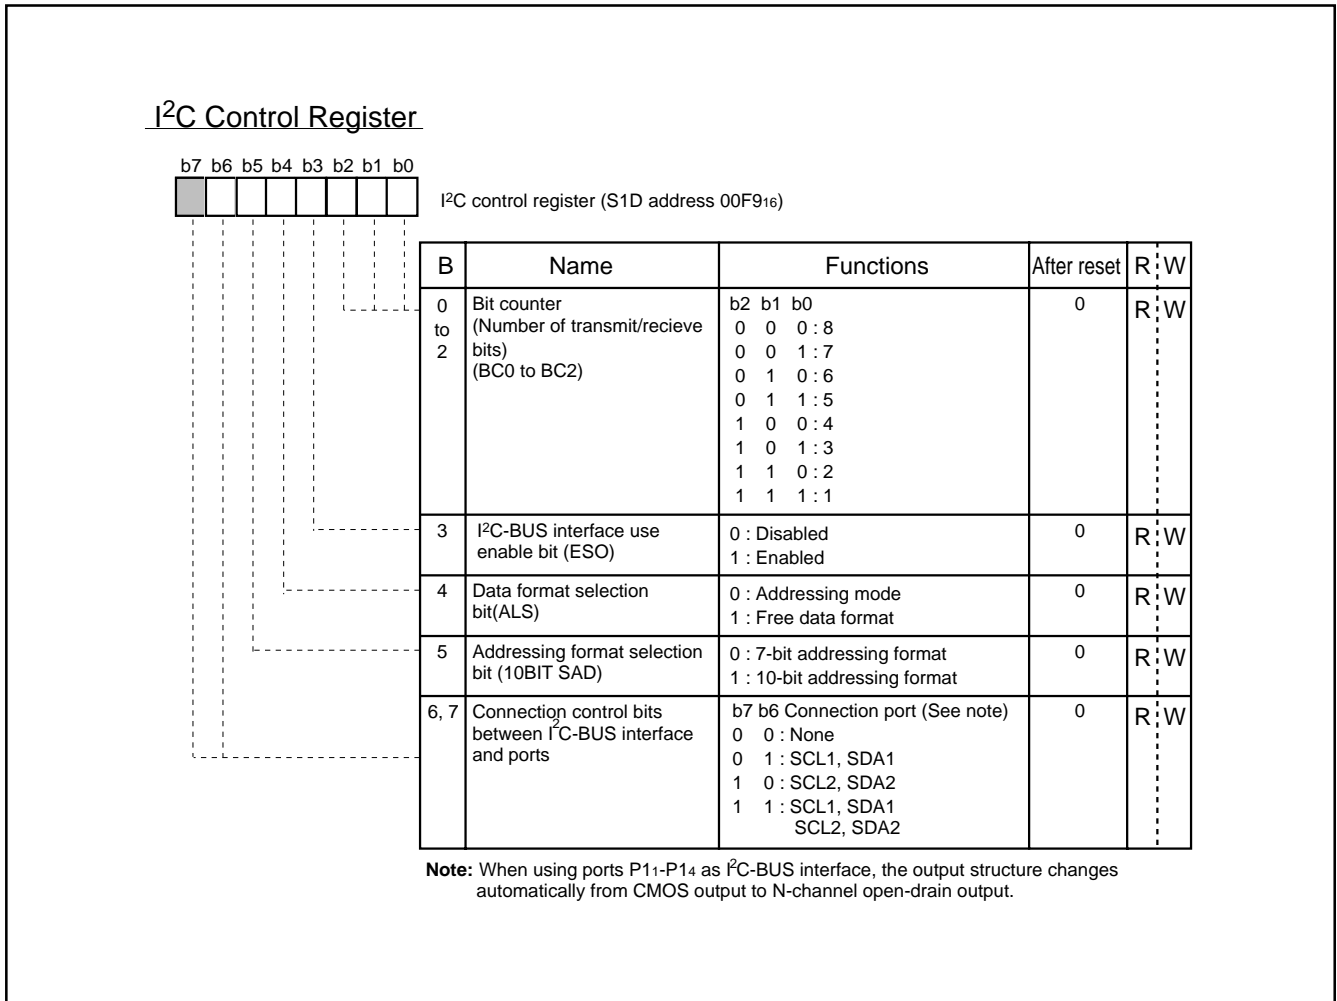 I²C Control Register
b7 b6 b5 b4 b3 b2 b1 b0
I²C control register (S1D address 00F9₁₆)
B Name Functions After reset R W
0 to 2
Bit counter
(Number of transmit/recieve
bits)
(BC0 to BC2)
b2 b1 b0
0 0 0 : 8
0 0 1 : 7
0 1 0 : 6
0 1 1 : 5
1 0 0 : 4
1 0 1 : 3
1 1 0 : 2
1 1 1 : 1
0 R W
3
I²C-BUS interface use
enable bit (ESO)
0 : Disabled
1 : Enabled
0 R W
4
Data format selection
bit(ALS)
0 : Addressing mode
1 : Free data format
0 R W
5
Addressing format selection
bit (10BIT SAD)
0 : 7-bit addressing format
1 : 10-bit addressing format
0 R W
6, 7
Connection control bits
between I²C-BUS interface
and ports
b7 b6 Connection port (See note)
0 0 : None
0 1 : SCL1, SDA1
1 0 : SCL2, SDA2
1 1 : SCL1, SDA1
SCL2, SDA2
0 R W
Note: When using ports P1₁-P1₄ as I²C-BUS interface, the output structure changes
automatically from CMOS output to N-channel open-drain output.